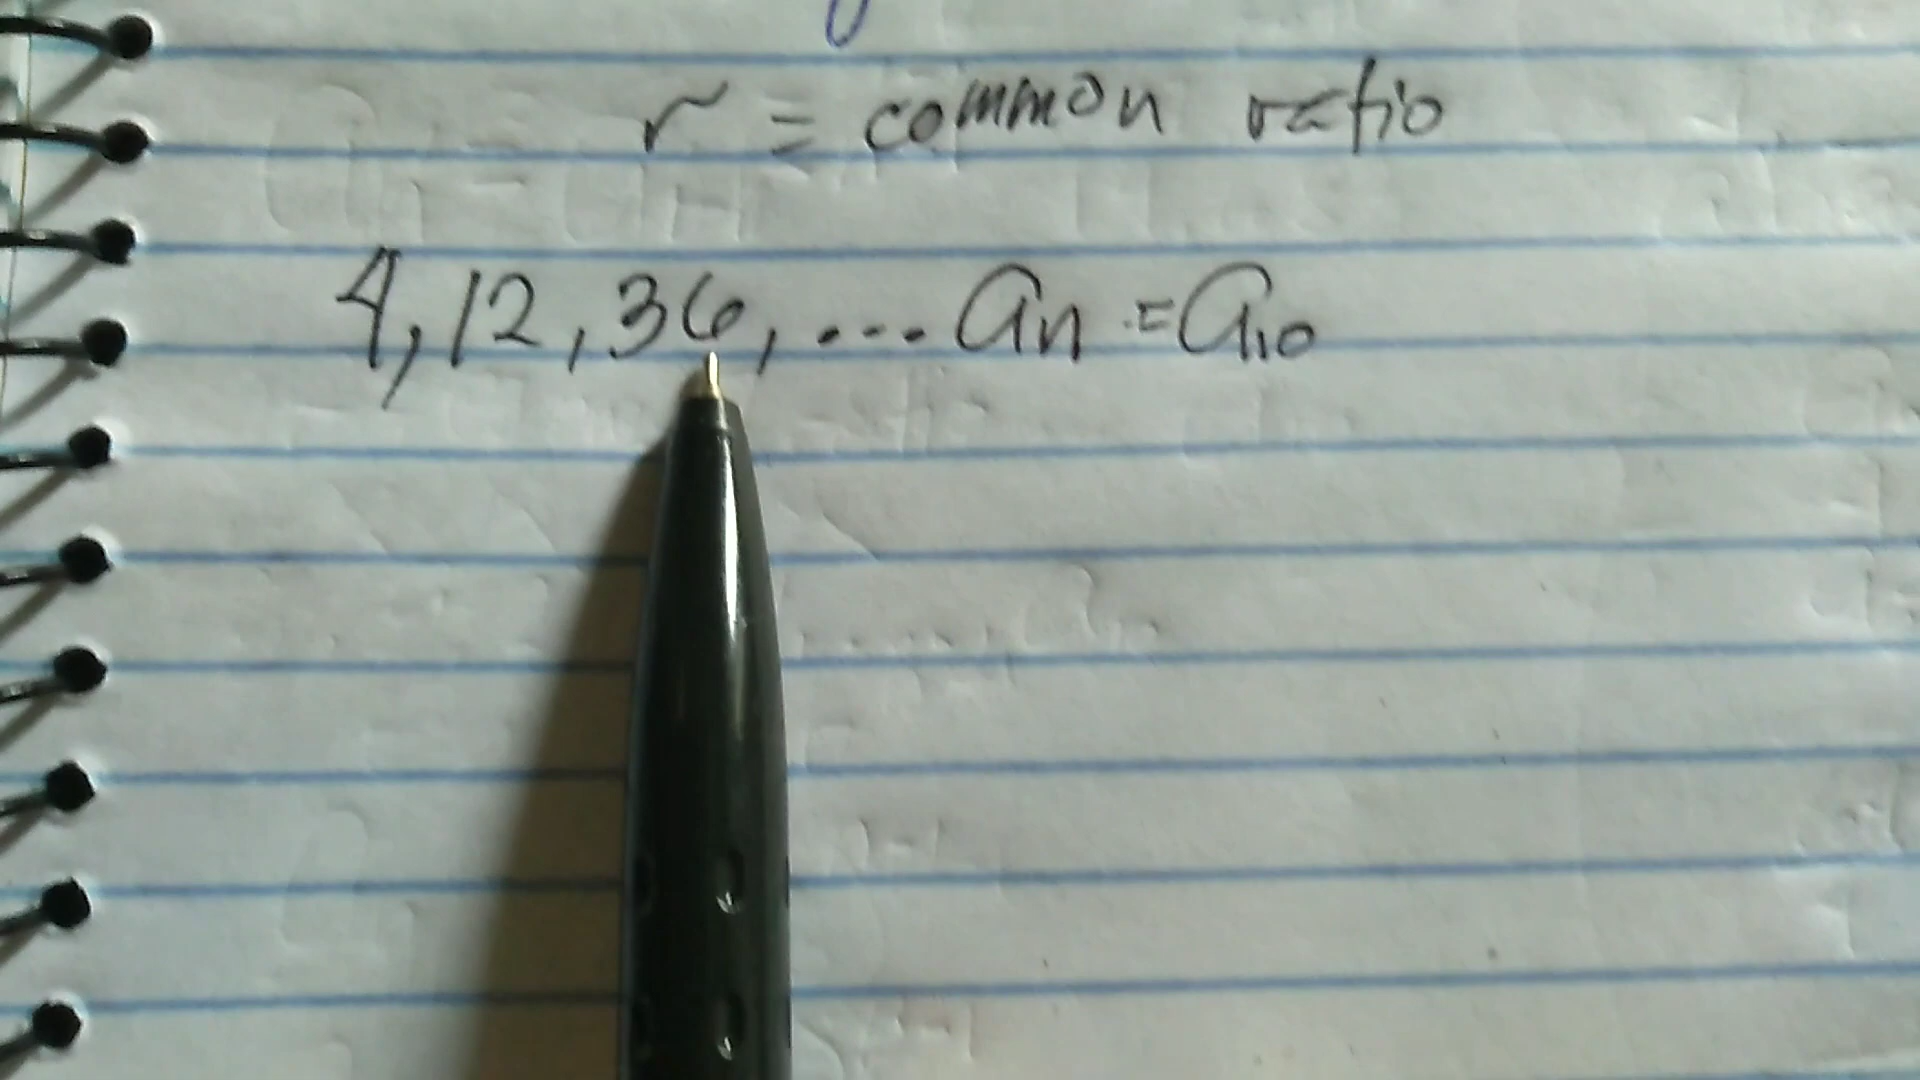 r = common ratio
4, 12, 36, ... an = a10